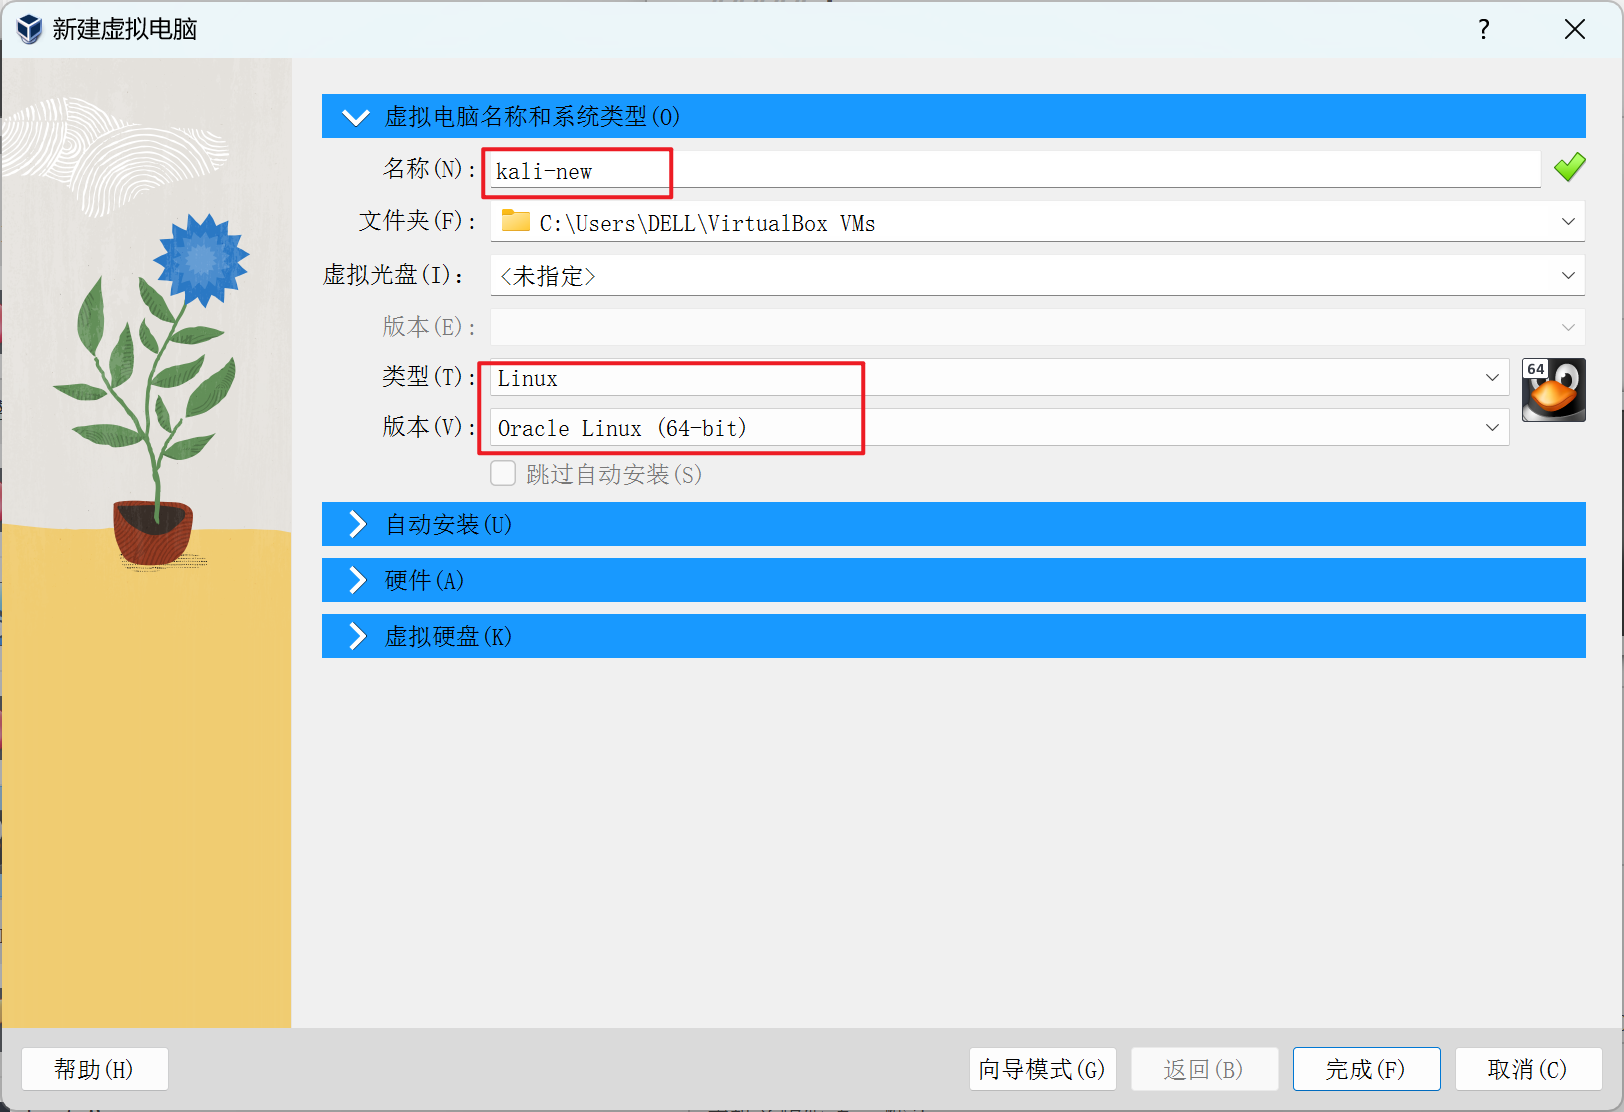 新建虚拟电脑
?
虚拟电脑名称和系统类型(O)
名称(N): kali-new
文件夹(F): C:\Users\DELL\VirtualBox VMs
虚拟光盘(I): <未指定>
版本(E):
类型(T): Linux
64
版本(V): Oracle Linux (64-bit)
跳过自动安装(S)
自动安装(U)
硬件(A)
虚拟硬盘(K)
帮助(H) 向导模式(G) 返回(B) 完成(F) 取消(C)